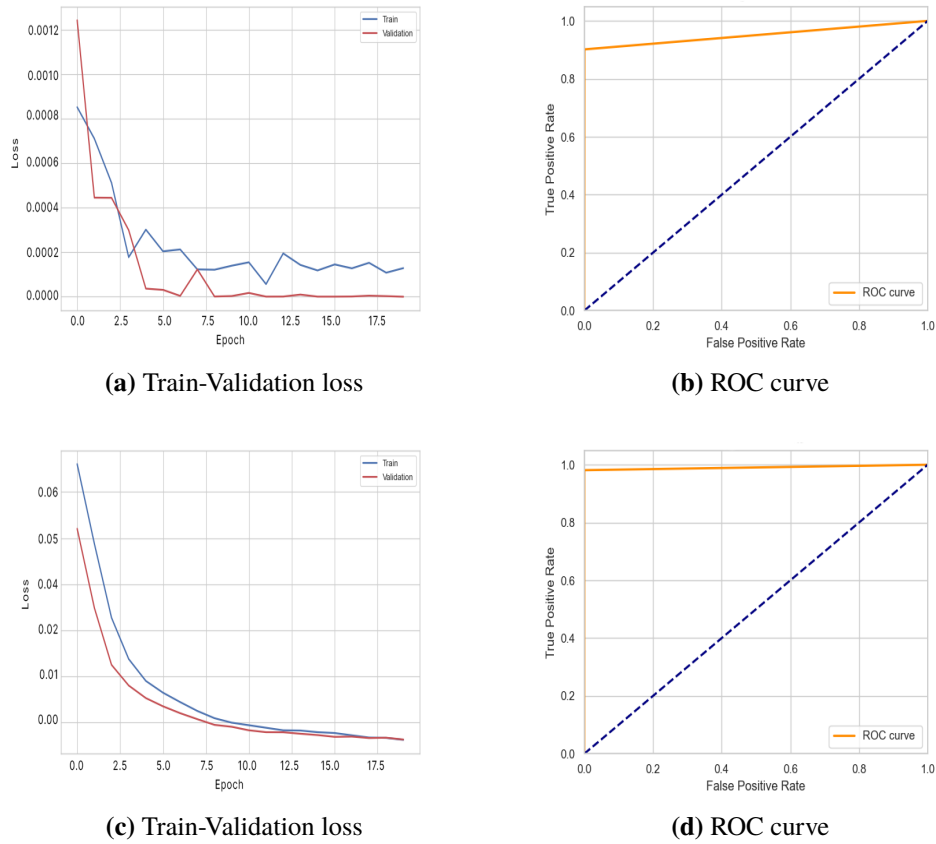 Train
Validation
0.0012
0.0010
0.0008
0.0006
0.0004
0.0002
0.0000
Loss
0.0 2.5 5.0 7.5 10.0 12.5 15.0 17.5
Epoch
(a) Train-Validation loss
1.0
0.8
0.6
0.4
0.2
0.0
True Positive Rate
ROC curve
0.0 0.2 0.4 0.6 0.8 1.0
False Positive Rate
(b) ROC curve
Train
Validation
0.06
0.05
0.04
0.02
0.01
0.00
Loss
0.0 2.5 5.0 7.5 10.0 12.5 15.0 17.5
Epoch
(c) Train-Validation loss
1.0
0.8
0.6
0.4
0.2
0.0
True Positive Rate
ROC curve
0.0 0.2 0.4 0.6 0.8 1.0
False Positive Rate
(d) ROC curve